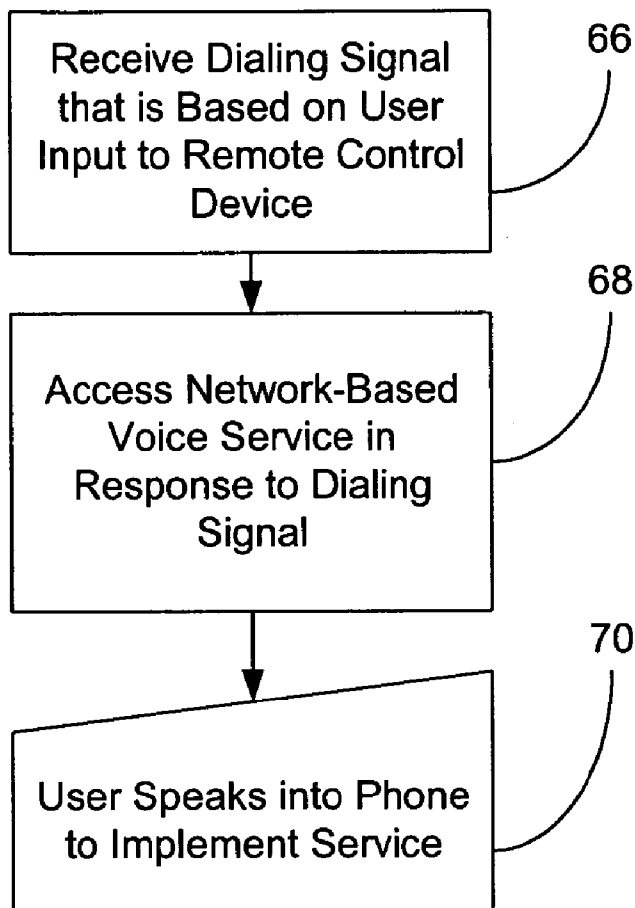 66
Receive Dialing Signal
that is Based on User
Input to Remote Control
Device
68
Access Network-Based
Voice Service in
Response to Dialing
Signal
70
User Speaks into Phone
to Implement Service